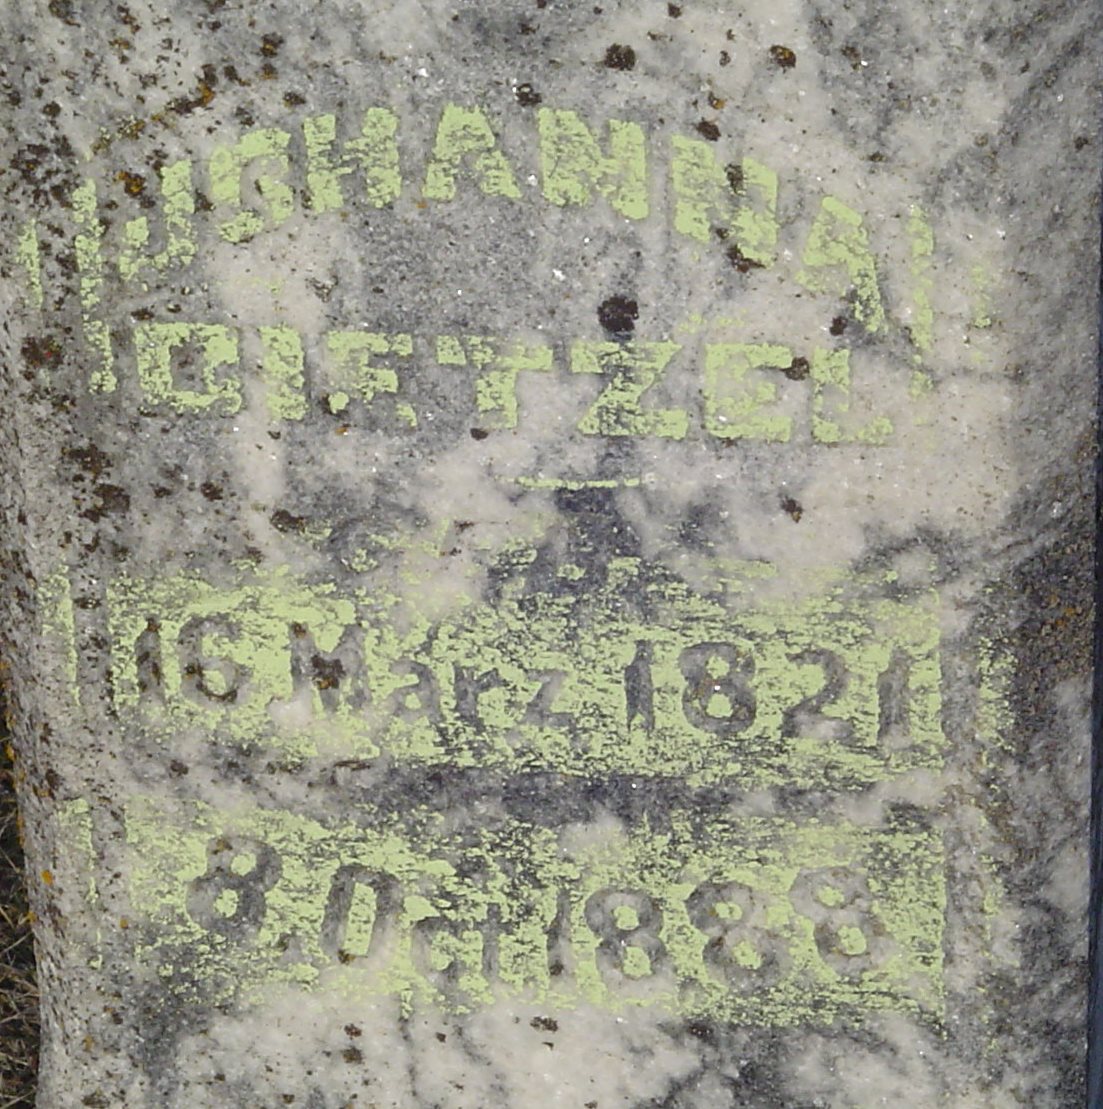 JOHANNA
DIETZEL
16 Marz 1821
8 Oct 1888